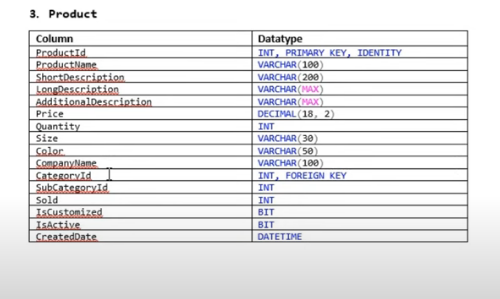 3. Product
Column Datatype
ProductId INT, PRIMARY KEY, IDENTITY
ProductName VARCHAR(100)
ShortDescription VARCHAR(200)
LongDescription VARCHAR(MAX)
AdditionalDescription VARCHAR(MAX)
Price DECIMAL(18, 2)
Quantity INT
Size VARCHAR(30)
Color VARCHAR(50)
CompanyName VARCHAR(100)
CategoryId INT, FOREIGN KEY
SubCategoryId INT
Sold INT
IsCustomized BIT
IsActive BIT
CreatedDate DATETIME